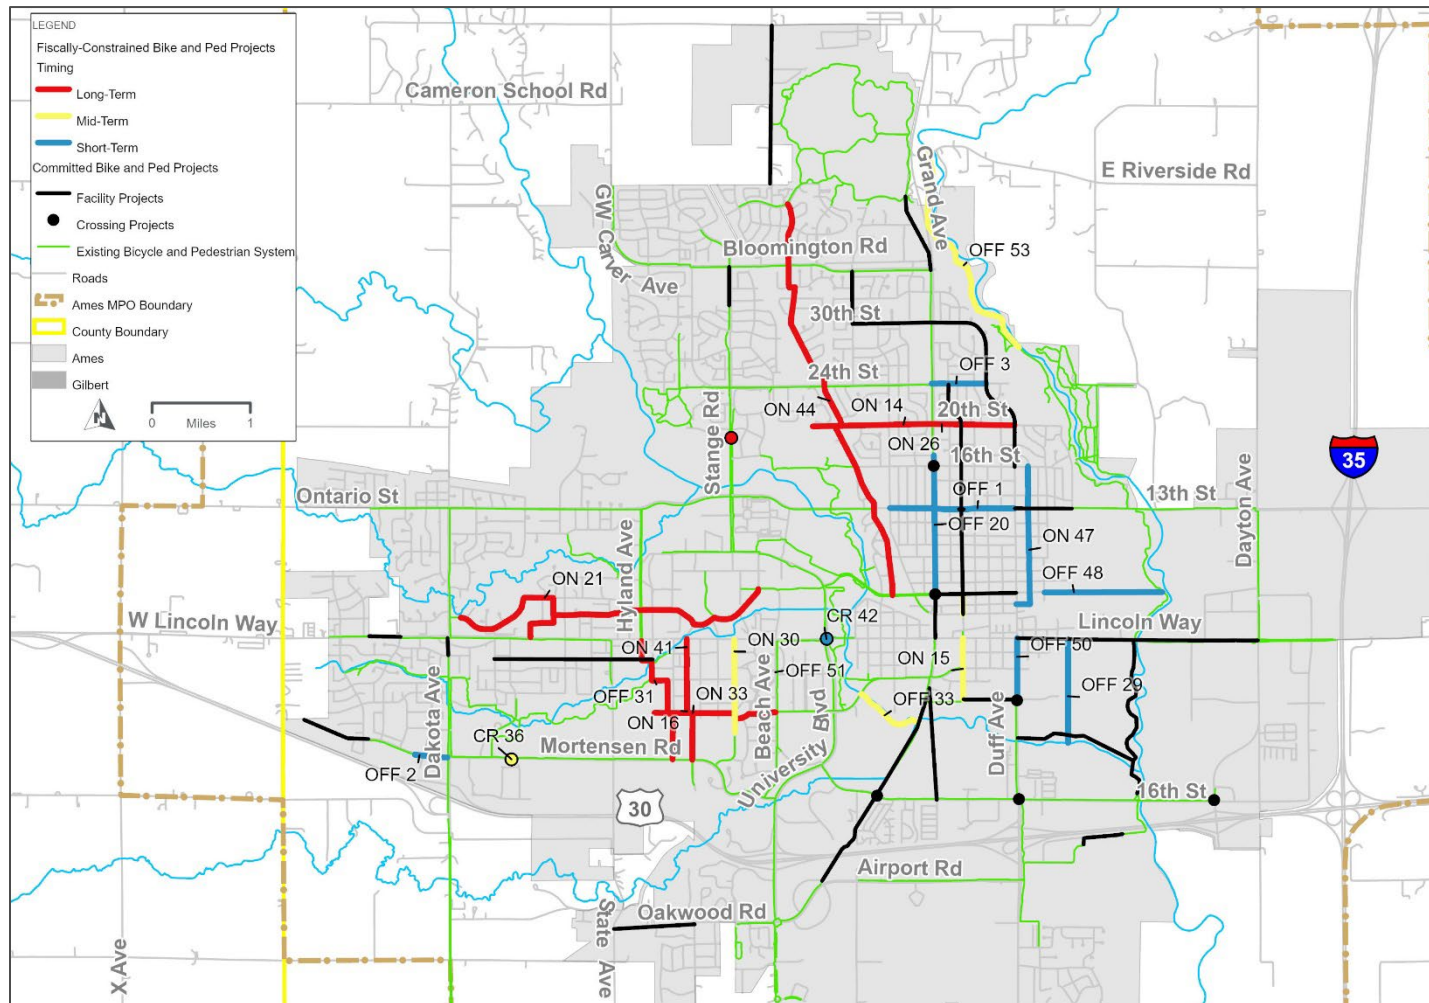 LEGEND
Fiscally-Constrained Bike and Ped Projects
Timing
Long-Term
Mid-Term
Short-Term
Committed Bike and Ped Projects
Facility Projects
Crossing Projects
Existing Bicycle and Pedestrian System
Roads
Ames MPO Boundary
County Boundary
Ames
Gilbert
N
0 Miles 1
Cameron School Rd
GW Carver Ave
Grand Ave
E Riverside Rd
Bloomington Rd
OFF 53
30th St
24th St
OFF 3
ON 44
ON 14
20th St
ON 26
16th St
Stange Rd
35
Ontario St
OFF 1
13th St
Dayton Ave
OFF 20
ON 47
Hyland Ave
ON 21
OFF 48
W Lincoln Way
CR 42
Lincoln Way
ON 41
ON 30
OFF 50
ON 15
OFF 51
Beach Ave
OFF 31
ON 33
OFF 33
OFF 29
ON 16
Dakota Ave
CR 36
Mortensen Rd
University Blvd
Duff Ave
OFF 2
16th St
30
Airport Rd
Oakwood Rd
State Ave
X Ave